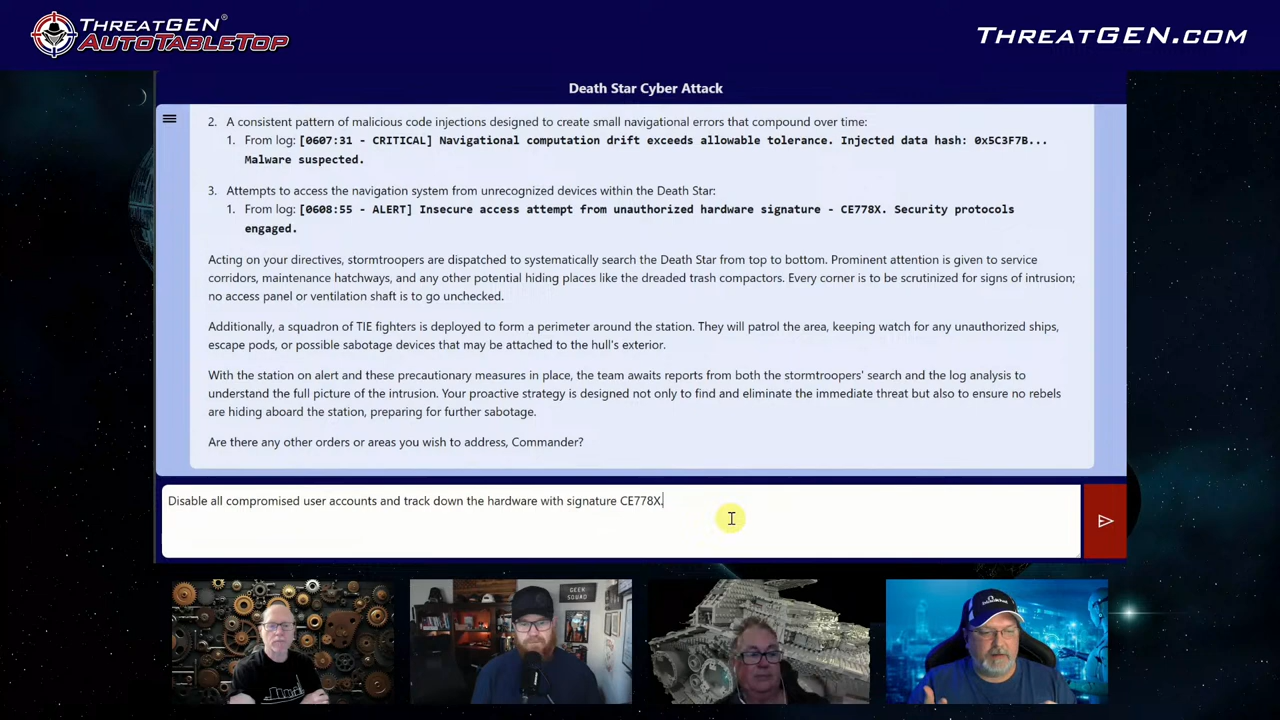 ThreatGEN®
AutoTableTop
ThreatGEN.com
Death Star Cyber Attack
2. A consistent pattern of malicious code injections designed to create small navigational errors that compound over time:
1. From log: [0607:31 - CRITICAL] Navigational computation drift exceeds allowable tolerance. Injected data hash: 0x5C3F7B...
Malware suspected.
3. Attempts to access the navigation system from unrecognized devices within the Death Star:
1. From log: [0608:55 - ALERT] Insecure access attempt from unauthorized hardware signature - CE778X. Security protocols
engaged.
Acting on your directives, stormtroopers are dispatched to systematically search the Death Star from top to bottom. Prominent attention is given to service
corridors, maintenance hatchways, and any other potential hiding places like the dreaded trash compactors. Every corner is to be scrutinized for signs of intrusion;
no access panel or ventilation shaft is to go unchecked.
Additionally, a squadron of TIE fighters is deployed to form a perimeter around the station. They will patrol the area, keeping watch for any unauthorized ships,
escape pods, or possible sabotage devices that may be attached to the hull's exterior.
With the station on alert and these precautionary measures in place, the team awaits reports from both the stormtroopers' search and the log analysis to
understand the full picture of the intrusion. Your proactive strategy is designed not only to find and eliminate the immediate threat but also to ensure no rebels
are hiding aboard the station, preparing for further sabotage.
Are there any other orders or areas you wish to address, Commander?
Disable all compromised user accounts and track down the hardware with signature CE778X.
GEEK
SQUAD